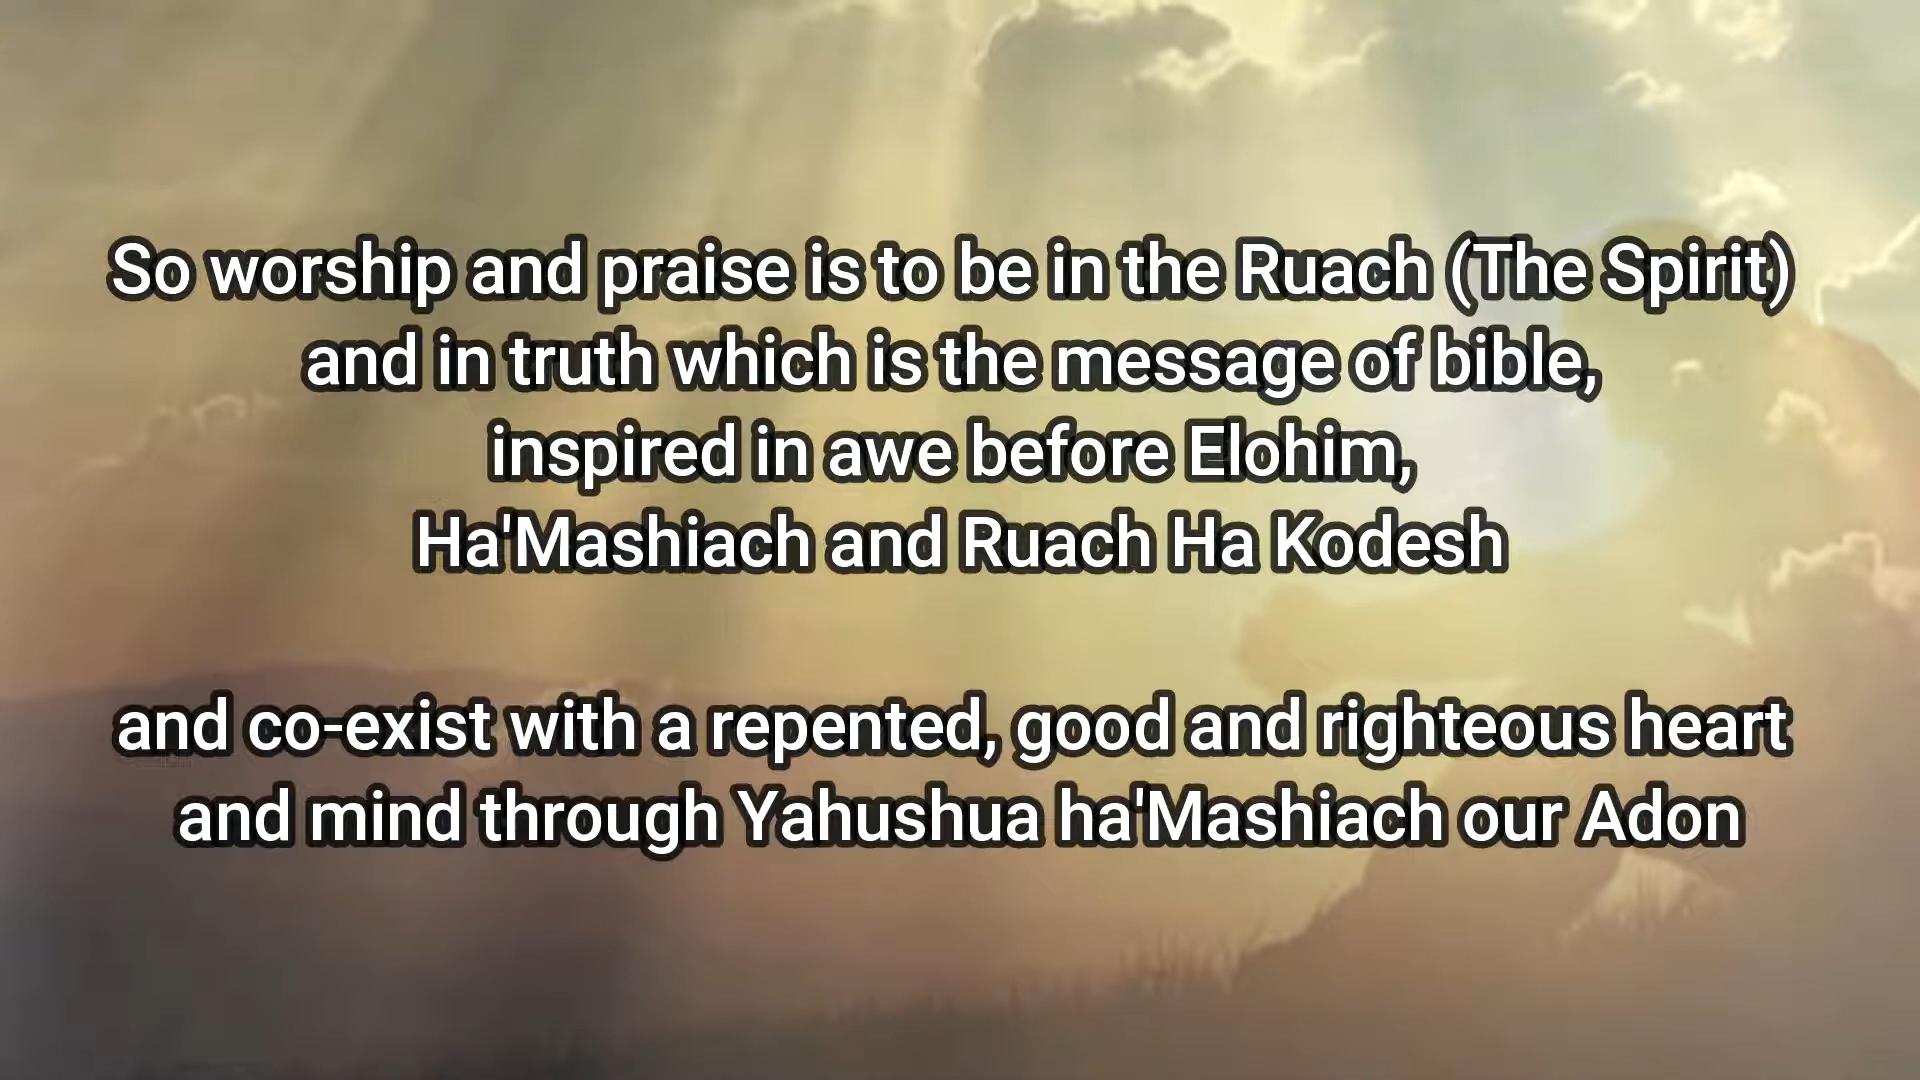 So worship and praise is to be in the Ruach (The Spirit)
and in truth which is the message of bible,
inspired in awe before Elohim,
Ha'Mashiach and Ruach Ha Kodesh
and co-exist with a repented, good and righteous heart
and mind through Yahushua ha'Mashiach our Adon